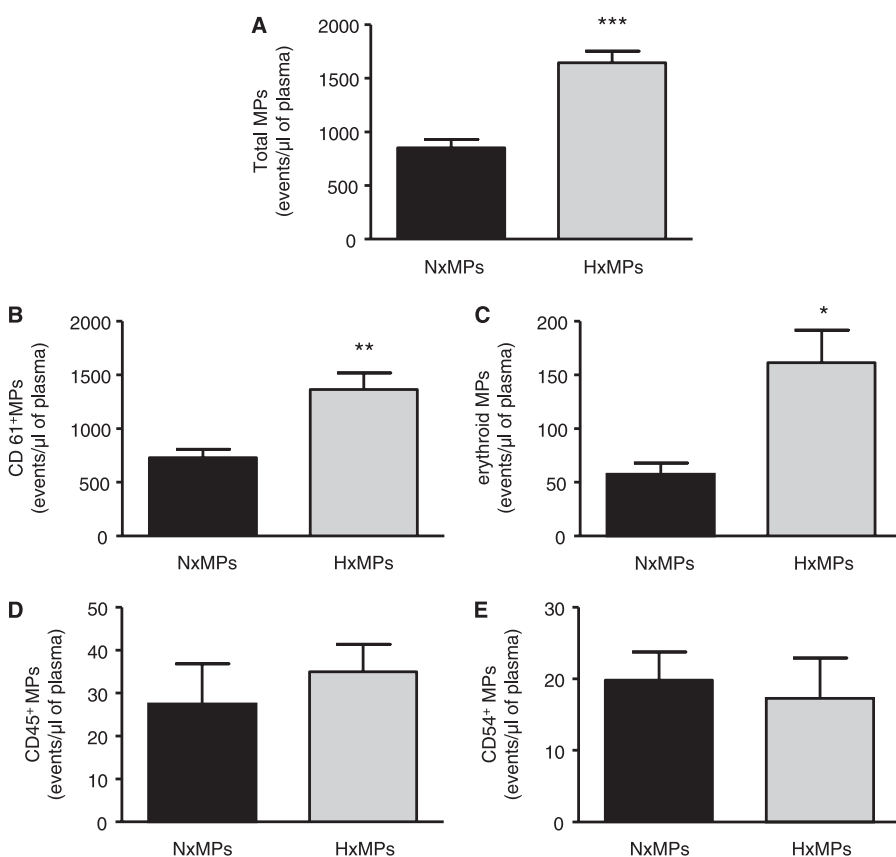 A
Total MPs
(events/µl of plasma)
2000
1500
1000
500
0
***
NxMPs HxMPs
B
CD 61⁺MPs
(events/µl of plasma)
2000
1500
1000
500
0
**
NxMPs HxMPs
C
erythroid MPs
(events/µl of plasma)
200
150
100
50
0
*
NxMPs HxMPs
D
CD45⁺ MPs
(events/µl of plasma)
50
40
30
20
10
0
NxMPs HxMPs
E
CD54⁺ MPs
(events/µl of plasma)
30
20
10
0
NxMPs HxMPs